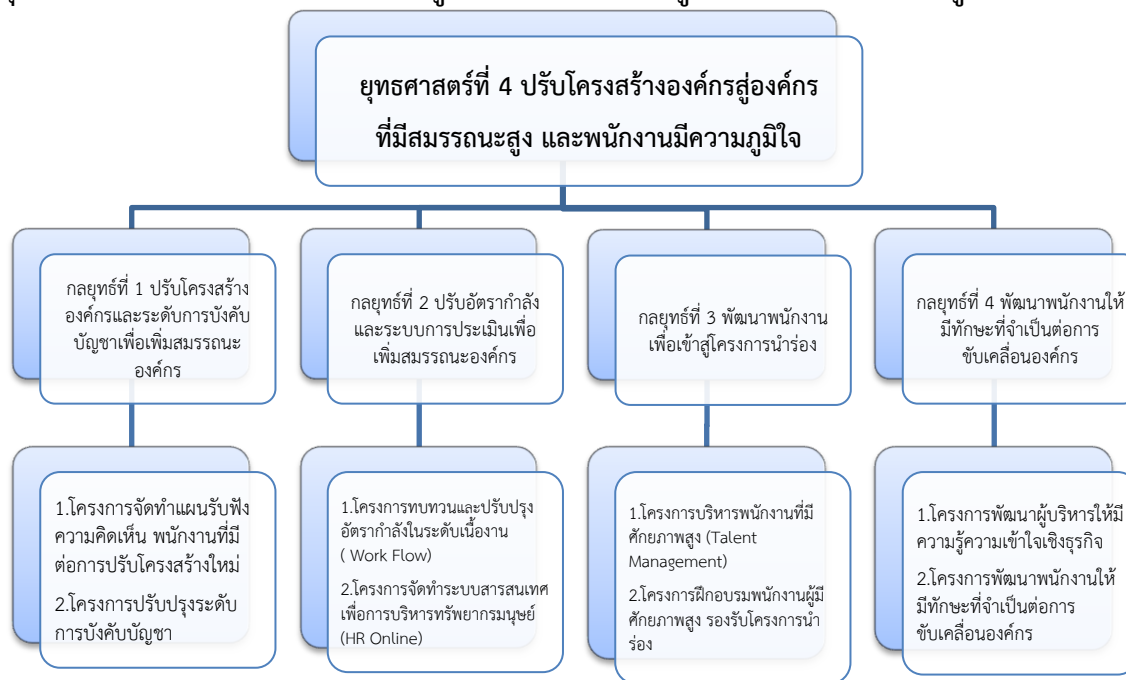 ยุทธศาสตร์ที่ 4 ปรับโครงสร้างองค์กรสู่องค์กร
ที่มีสมรรถนะสูง และพนักงานมีความภูมิใจ
กลยุทธ์ที่ 1 ปรับโครงสร้าง
องค์กรและระดับการบังคับ
บัญชาเพื่อเพิ่มสมรรถนะ
องค์กร
กลยุทธ์ที่ 2 ปรับอัตรากำลัง
และระบบการประเมินเพื่อ
เพิ่มสมรรถนะองค์กร
กลยุทธ์ที่ 3 พัฒนาพนักงาน
เพื่อเข้าสู่โครงการนำร่อง
กลยุทธ์ที่ 4 พัฒนาพนักงานให้
มีทักษะที่จำเป็นต่อการ
ขับเคลื่อนองค์กร
1.โครงการจัดทำแผนรับฟัง
ความคิดเห็น พนักงานที่มี
ต่อการปรับโครงสร้างใหม่
2.โครงการปรับปรุงระดับ
การบังคับบัญชา
1.โครงการทบทวนและปรับปรุง
อัตรากำลังในระดับเนื้องาน
( Work Flow)
2.โครงการจัดทำระบบสารสนเทศ
เพื่อการบริหารทรัพยากรมนุษย์
(HR Online)
1.โครงการบริหารพนักงานที่มี
ศักยภาพสูง (Talent
Management)
2.โครงการฝึกอบรมพนักงานผู้มี
ศักยภาพสูง รองรับโครงการนำ
ร่อง
1.โครงการพัฒนาผู้บริหารให้มี
ความรู้ความเข้าใจเชิงธุรกิจ
2.โครงการพัฒนาพนักงานให้
มีทักษะที่จำเป็นต่อการ
ขับเคลื่อนองค์กร